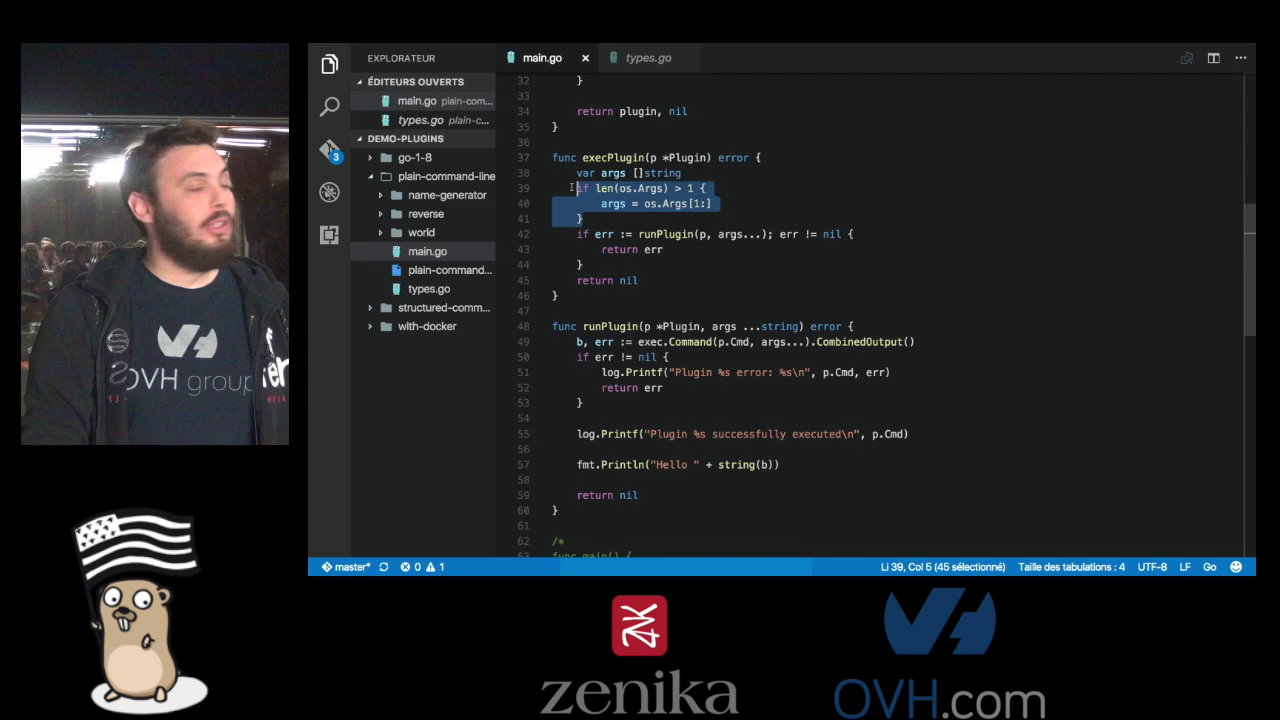 EXPLORATEUR
ÉDITEURS OUVERTS
main.go plain-com...
types.go plain-c...
DEMO-PLUGINS
go-1-8
plain-command-line
name-generator
reverse
world
main.go
plain-command...
types.go
structured-comm...
with-docker
3
main.go
types.go
32 }
33
34 return plugin, nil
35 }
36
37 func execPlugin(p *Plugin) error {
38 var args []string
39 if len(os.Args) > 1 {
40 args = os.Args[1:]
41 }
42 if err := runPlugin(p, args...); err != nil {
43 return err
44 }
45 return nil
46 }
47
48 func runPlugin(p *Plugin, args ...string) error {
49 b, err := exec.Command(p.Cmd, args...).CombinedOutput()
50 if err != nil {
51 log.Printf("Plugin %s error: %s\n", p.Cmd, err)
52 return err
53 }
54
55 log.Printf("Plugin %s successfully executed\n", p.Cmd)
56
57 fmt.Println("Hello " + string(b))
58
59 return nil
60 }
61
62 /*
63 func main() {
master* 0 1
Li 39, Col 5 (45 sélectionné) Taille des tabulations : 4 UTF-8 LF Go
OVH group
zenika
OVH.com